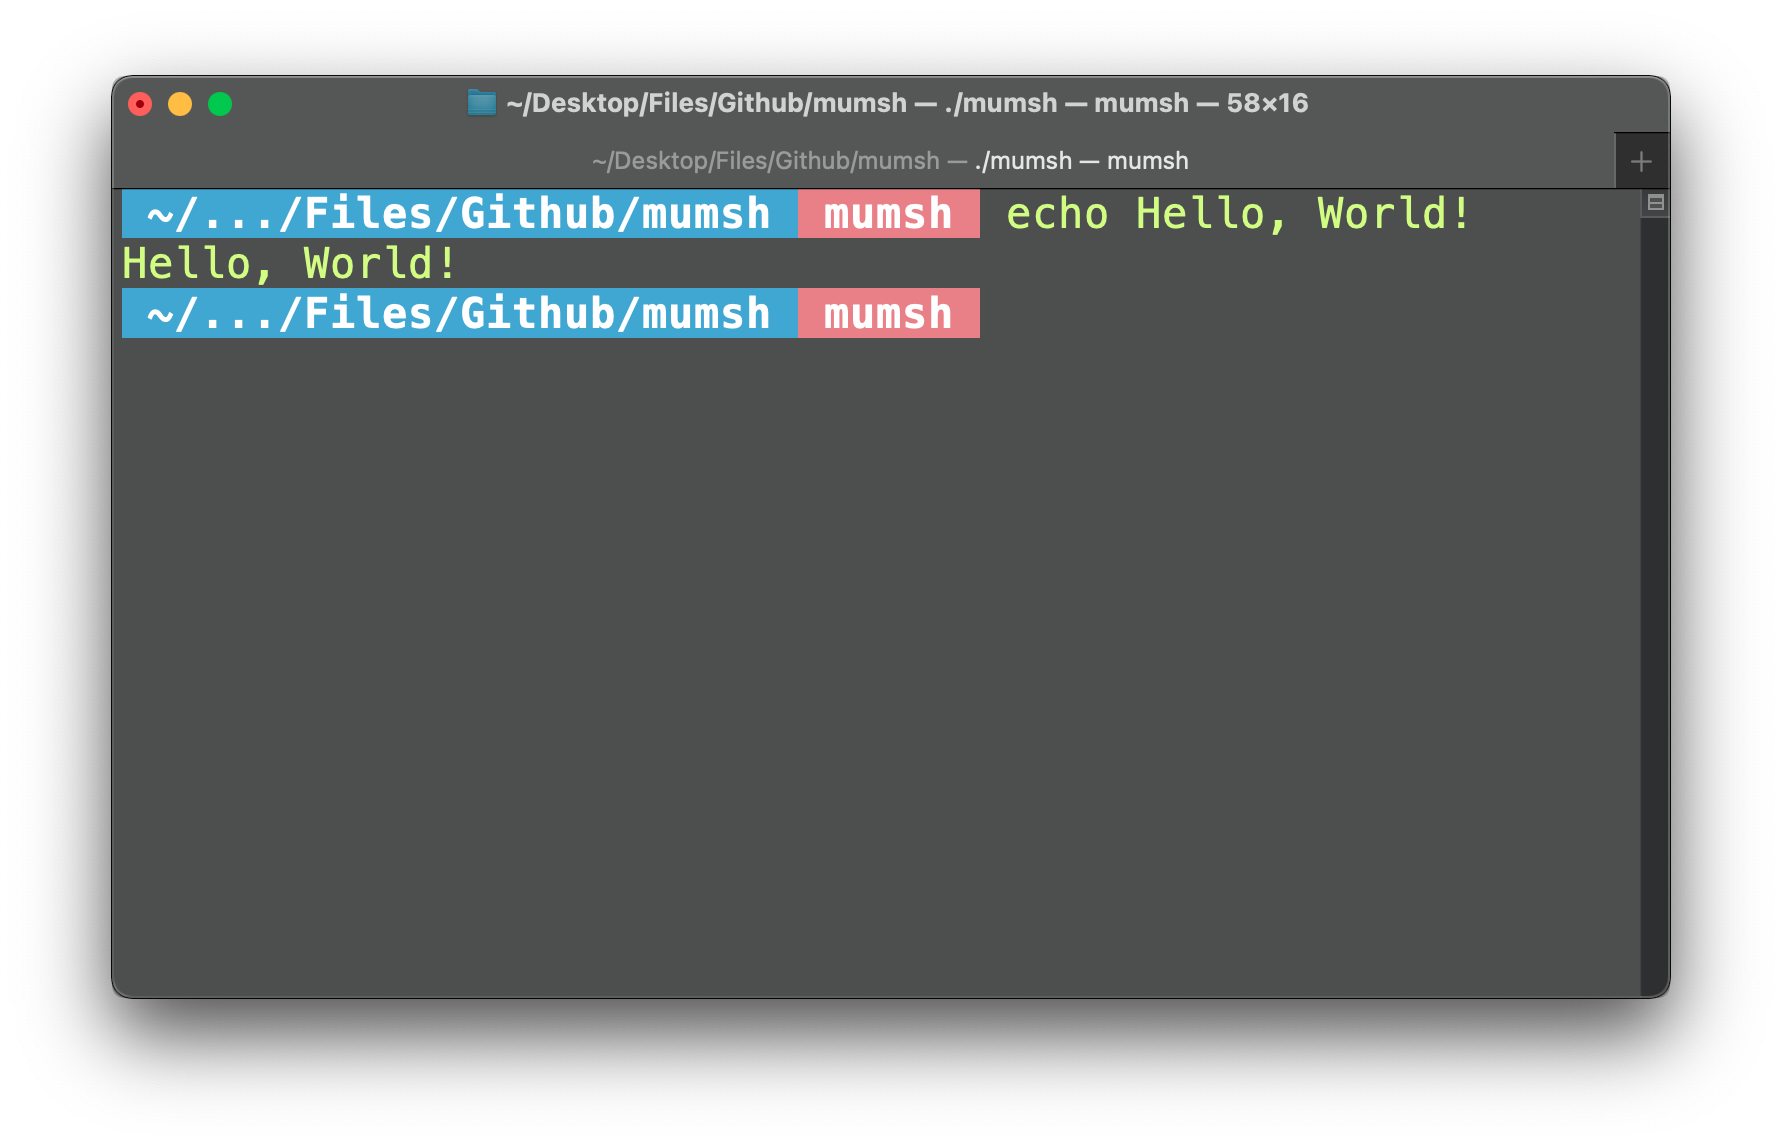 ~/Desktop/Files/Github/mumsh — ./mumsh — mumsh — 58×16
~/Desktop/Files/Github/mumsh — ./mumsh — mumsh
~/.../Files/Github/mumsh mumsh echo Hello, World!
Hello, World!
~/.../Files/Github/mumsh mumsh